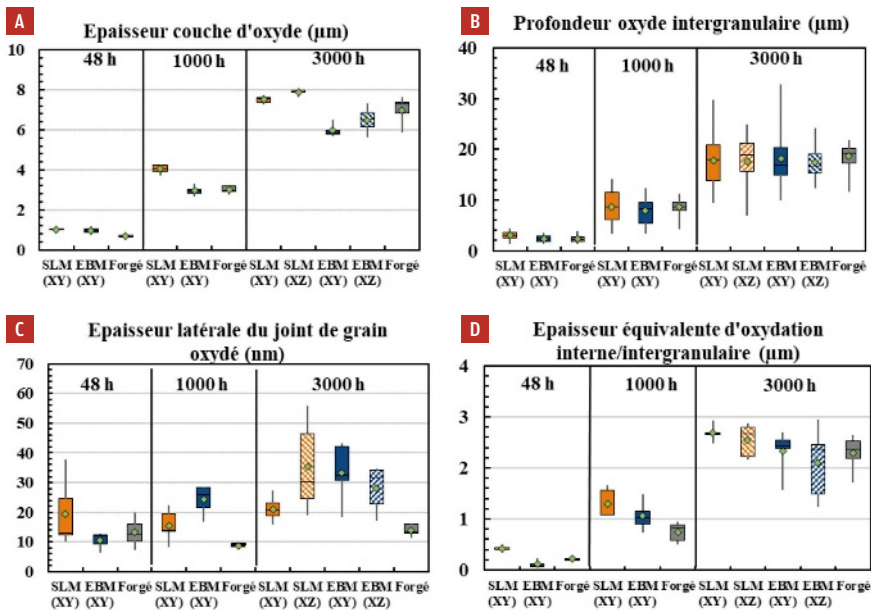 A
Epaisseur couche d'oxyde (µm)
10
8
6
4
2
0
48 h
1000 h
3000 h
SLM EBM Forgé SLM EBM Forgé SLM SLM EBM EBM Forgé
(XY) (XY) (XY) (XY) (XY) (XZ) (XY) (XZ)
B
Profondeur oxyde intergranulaire (µm)
40
30
20
10
0
48 h
1000 h
3000 h
SLM EBM Forgé SLM EBM Forgé SLM SLM EBM EBM Forgé
(XY) (XY) (XY) (XY) (XY) (XZ) (XY) (XZ)
C
Epaisseur latérale du joint de grain
oxydé (nm)
70
60
50
40
30
20
10
0
48 h
1000 h
3000 h
SLM EBM Forgé SLM EBM Forgé SLM SLM EBM EBM Forgé
(XY) (XY) (XY) (XY) (XY) (XZ) (XY) (XZ)
D
Epaisseur équivalente d'oxydation
interne/intergranulaire (µm)
4
3
2
1
0
48 h
1000 h
3000 h
SLM EBM Forgé SLM EBM Forgé SLM SLM EBM EBM Forgé
(XY) (XY) (XY) (XY) (XY) (XZ) (XY) (XZ)